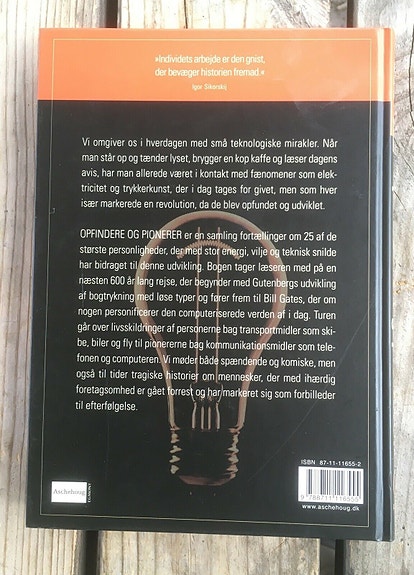 »Individets arbejde er den gnist,
der bevæger historien fremad.«
Igor Sikorskij
Vi omgiver os i hverdagen med små teknologiske mirakler. Når
man står op og tænder lyset, brygger en kop kaffe og læser dagens
avis, har man allerede været i kontakt med fænomener som elek-
tricitet og trykkerkunst, der i dag tages for givet, men som hver
især markerede en revolution, da de blev opfundet og udviklet.
OPFINDERE OG PIONERER er en samling fortællinger om 25 af de
største personligheder, der med stor energi, vilje og teknisk snilde
har bidraget til denne udvikling. Bogen tager læseren med på en
næsten 600 år lang rejse, der begynder med Gutenbergs udvikling
af bogtrykning med løse typer og fører frem til Bill Gates, der om
nogen personificerer den computeriserede verden af i dag. Turen
går over livsskildringer af personerne bag transportmidler som ski-
be, biler og fly til pionererne bag kommunikationsmidler som tele-
fonen og computeren. Vi møder både spændende og komiske, men
også til tider tragiske historier om mennesker, der med ihærdig
foretagsomhed er gået forrest og har markeret sig som forbilleder
til efterfølgelse.
ISBN 87-11-11655-2
9 788711 116555
www.aschehoug.dk
Aschehoug
EGMONT